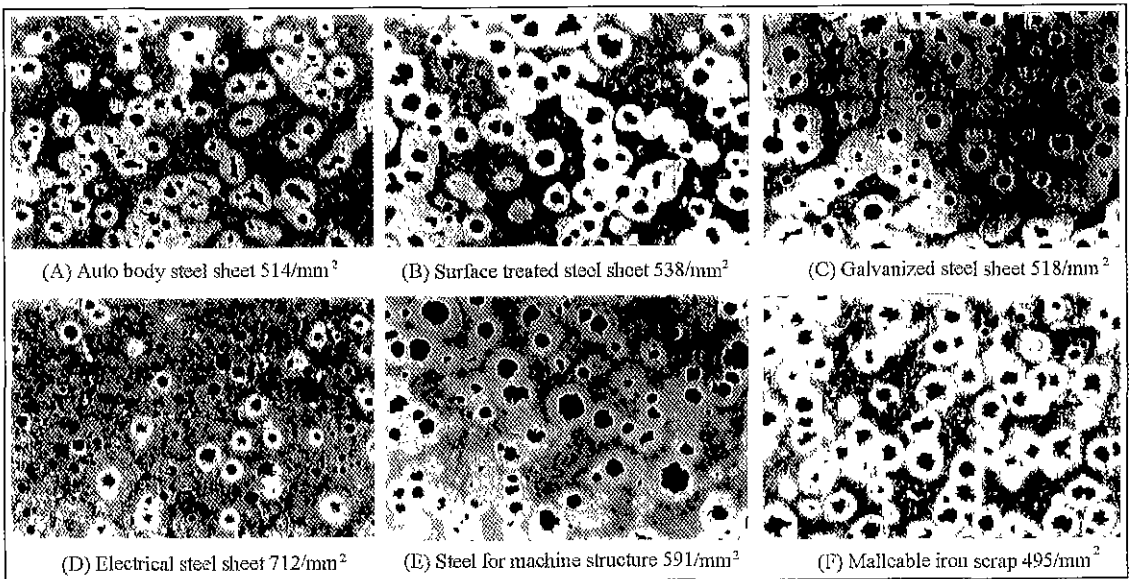 (A) Auto body steel sheet 514/mm²
(B) Surface treated steel sheet 538/mm²
(C) Galvanized steel sheet 518/mm²
(D) Electrical steel sheet 712/mm²
(E) Steel for machine structure 591/mm²
(F) Malleable iron scrap 495/mm²